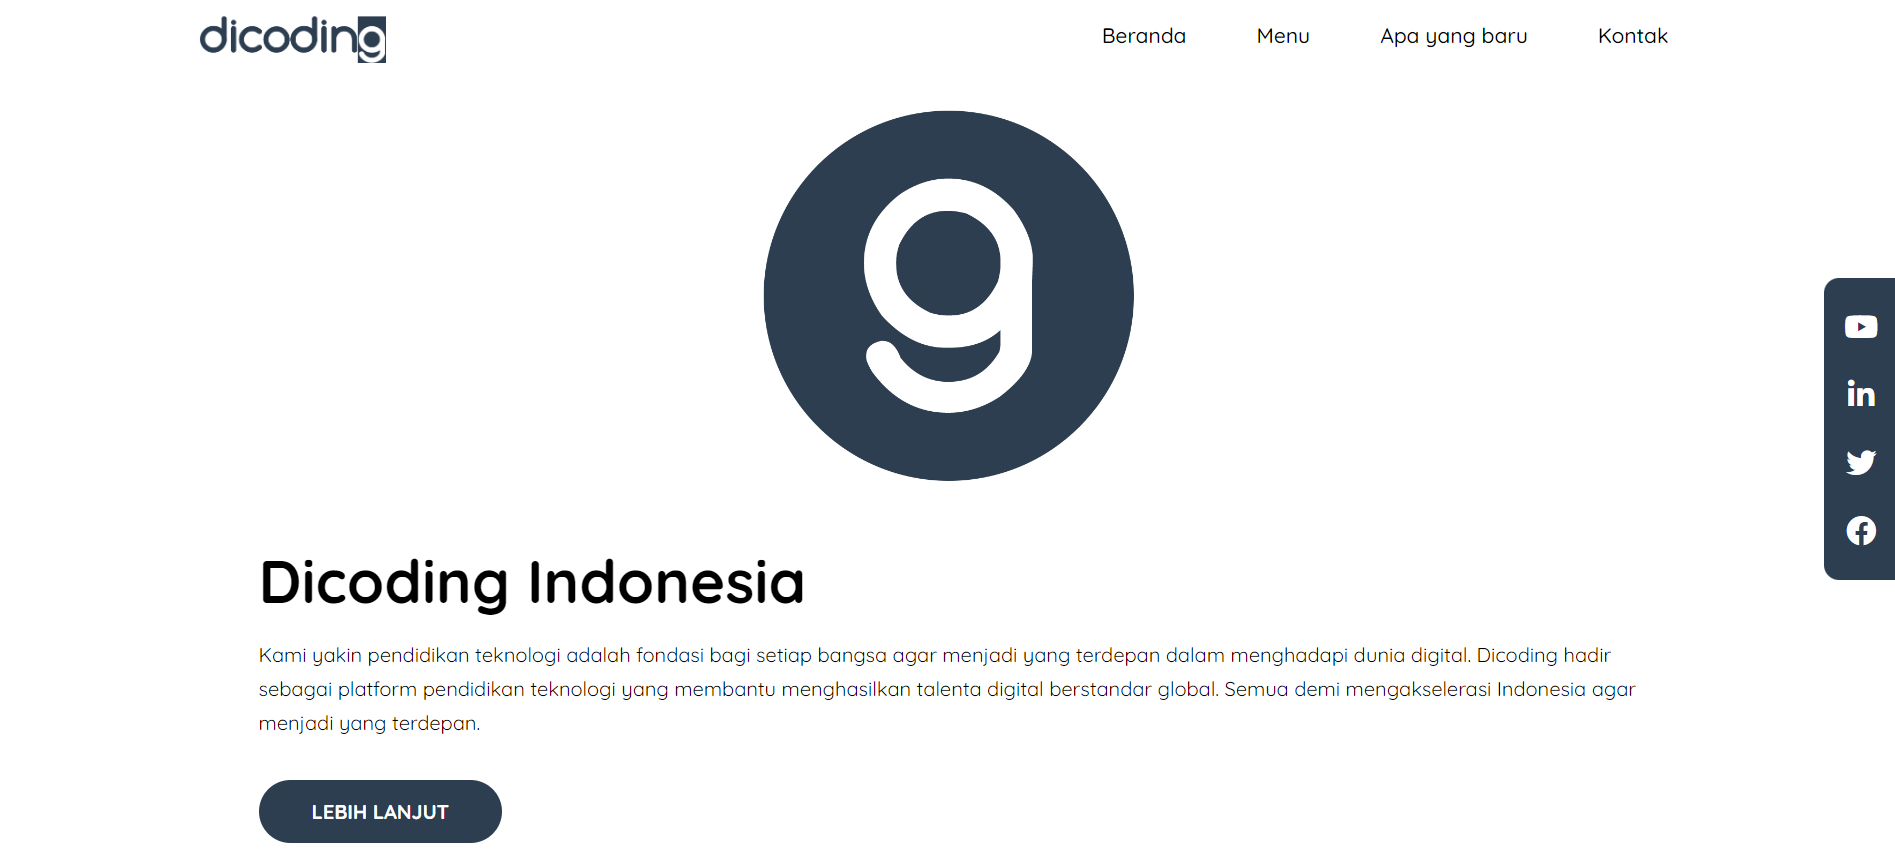 dicoding
Beranda Menu Apa yang baru Kontak
g
Dicoding Indonesia
Kami yakin pendidikan teknologi adalah fondasi bagi setiap bangsa agar menjadi yang terdepan dalam menghadapi dunia digital. Dicoding hadir
sebagai platform pendidikan teknologi yang membantu menghasilkan talenta digital berstandar global. Semua demi mengakselerasi Indonesia agar
menjadi yang terdepan.
LEBIH LANJUT
in